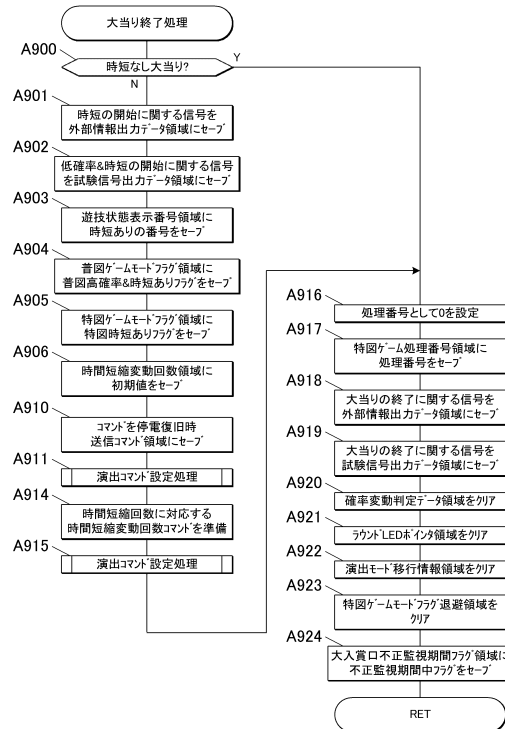 大当り終了処理
A900
時短なし大当り?
Y
N
A901
時短の開始に関する信号を
外部情報出力データ領域にセーブ
A902
低確率&時短の開始に関する信号
を試験信号出力データ領域にセーブ
A903
遊技状態表示番号領域に
時短ありの番号をセーブ
A904
普図ゲームモードフラグ領域に
普図高確率&時短ありフラグをセーブ
A905
特図ゲームモードフラグ領域に
特図時短ありフラグをセーブ
A906
時間短縮変動回数領域に
初期値をセーブ
A910
コマンドを停電復旧時
送信コマンド領域にセーブ
A911
演出コマンド設定処理
A914
時間短縮回数に対応する
時間短縮変動回数コマンドを準備
A915
演出コマンド設定処理
A916
処理番号として0を設定
A917
特図ゲーム処理番号領域に
処理番号をセーブ
A918
大当りの終了に関する信号を
外部情報出力データ領域にセーブ
A919
大当りの終了に関する信号を
試験信号出力データ領域にセーブ
A920
確率変動判定データ領域をクリア
A921
ラウンドLEDポインタ領域をクリア
A922
演出モード移行情報領域をクリア
A923
特図ゲームモードフラグ退避領域を
クリア
A924
大入賞口不正監視期間フラグ領域に
不正監視期間中フラグをセーブ
RET